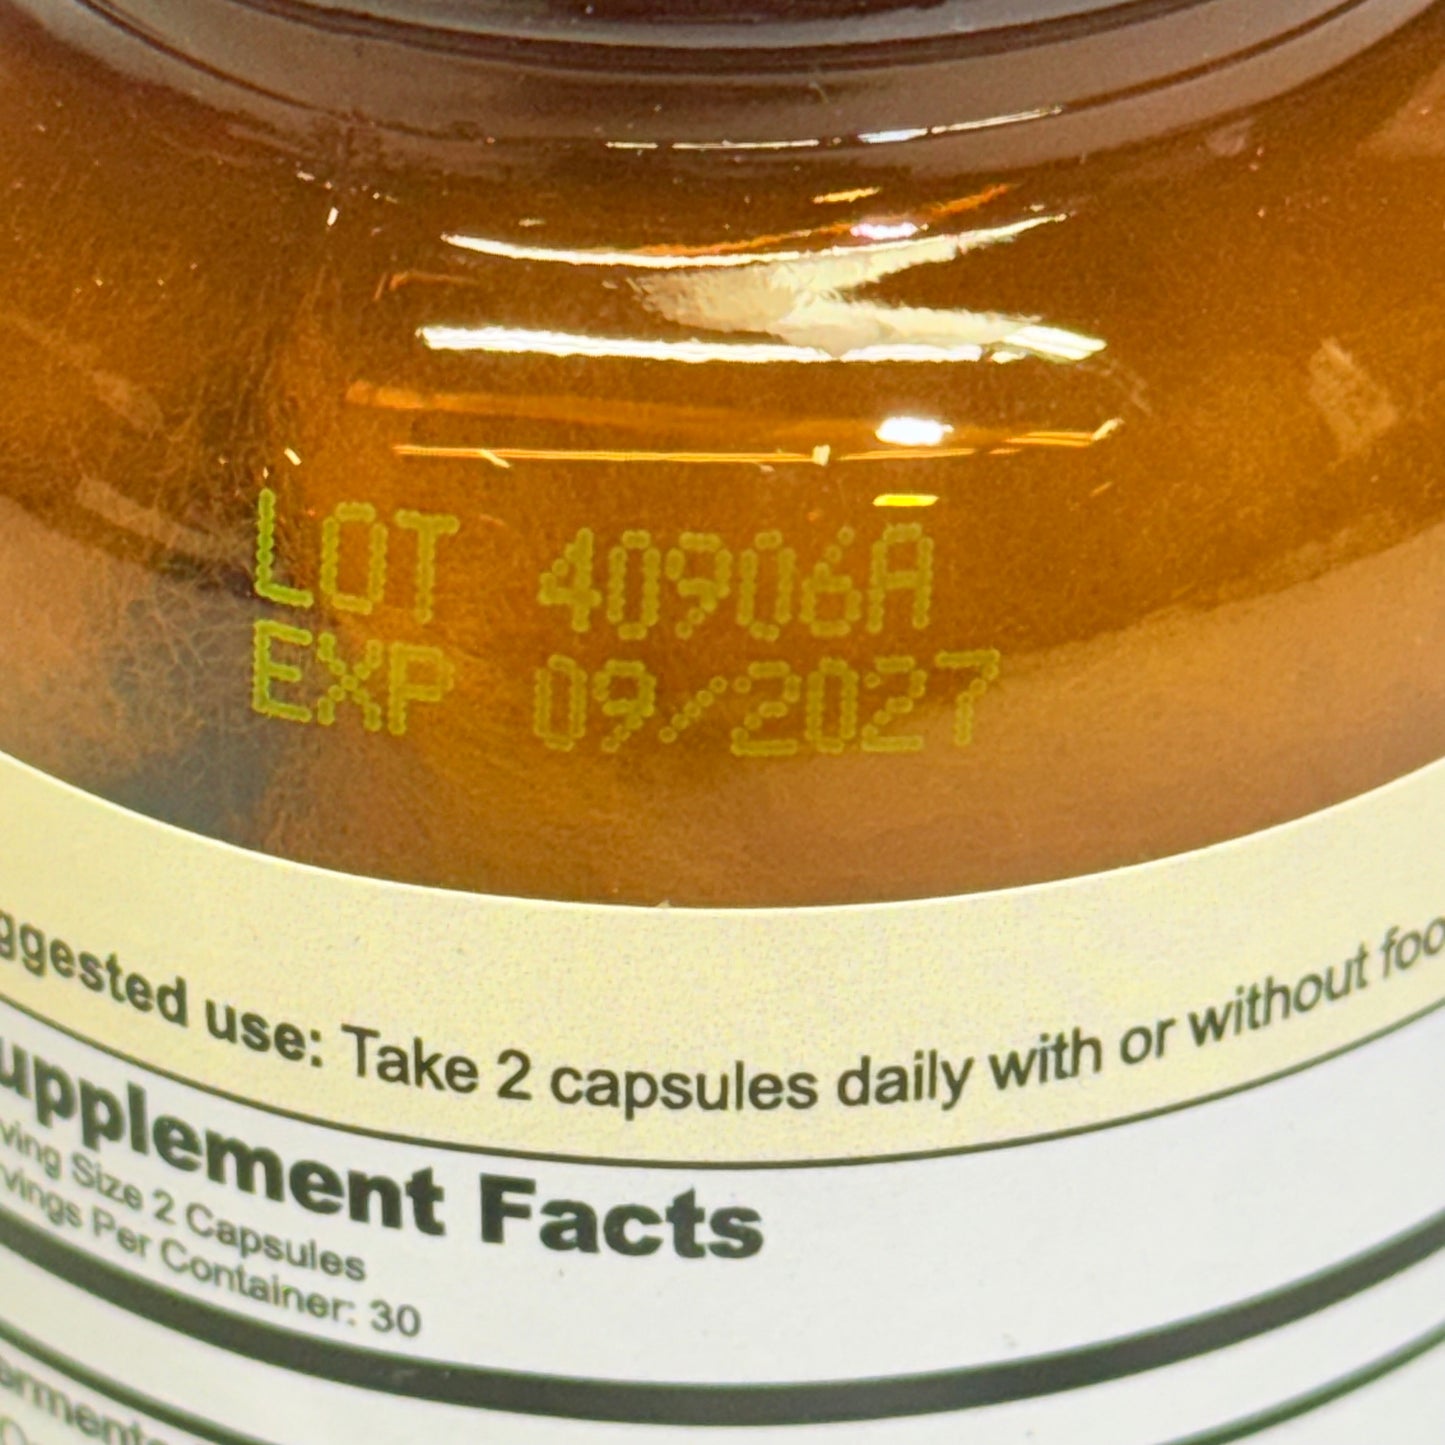 LOT 40906A
EXP 09/2027
ggested use: Take 2 capsules daily with or without foo
upplement Facts
ving Size 2 Capsules
vings Per Container: 30